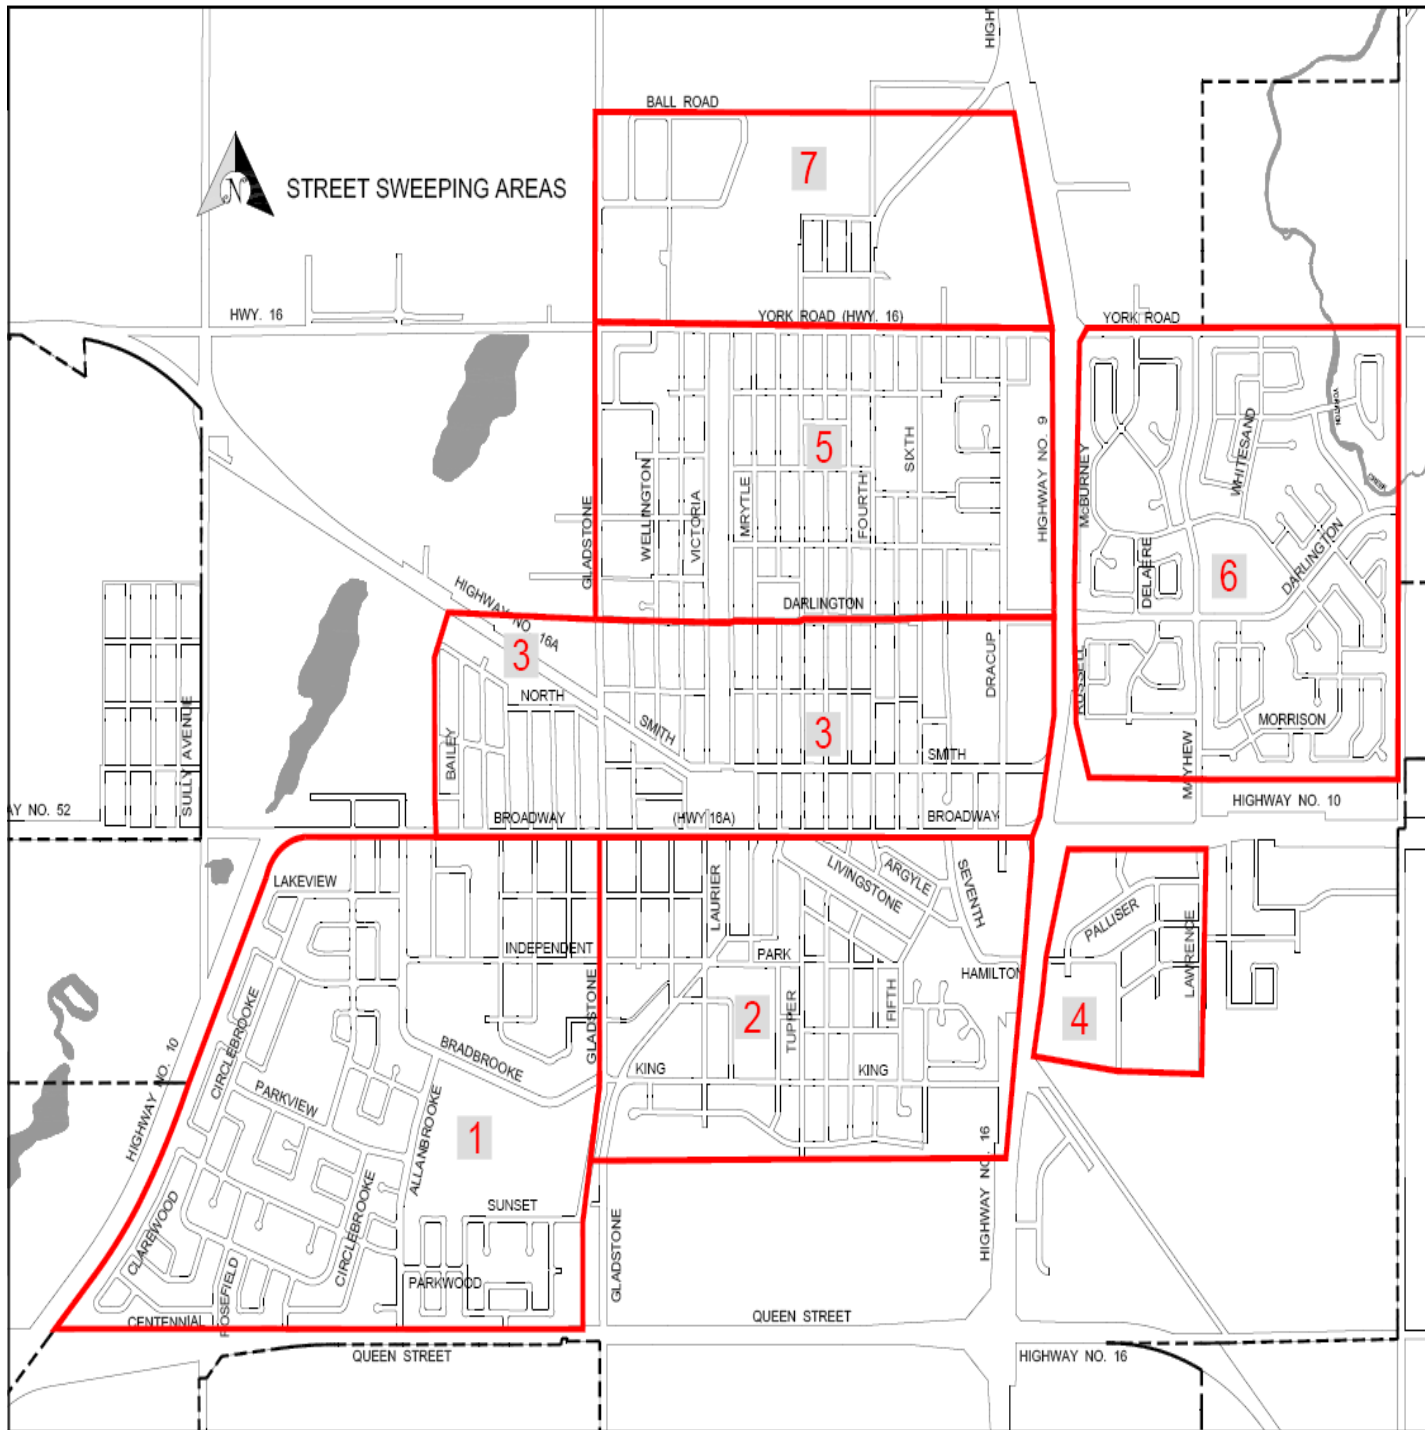 HIGHW
BALL ROAD
7
N
STREET SWEEPING AREAS
HWY. 16
YORK ROAD (HWY. 16)
YORK ROAD
5
SIXTH
HIGHWAY NO. 9
WHITESAND
McBURNEY
WELLINGTON
VICTORIA
MRYTLE
FOURTH
GLADSTONE
CREEK
DELAERE
6
DARLINGTON
DARLINGTON
HIGHWAY NO. 16A
3
NORTH
SMITH
DRACUP
RUSSELL
3
MORRISON
SULLY AVENUE
BAILEY
SMITH
MAYHEW
AY NO. 52
BROADWAY
(HWY 16A)
BROADWAY
HIGHWAY NO. 10
LAKEVIEW
LAURIER
LIVINGSTONE
ARGYLE
SEVENTH
PALLISER
LAWRENCE
INDEPENDENT
PARK
HAMILTON
GLADSTONE
CIRCLEBROOKE
2
TUPPER
FIFTH
4
HIGHWAY NO. 10
BRADBROOKE
KING
KING
PARKVIEW
ALLANBROOKE
1
HIGHWAY NO. 16
CLAREWOOD
CIRCLEBROOKE
SUNSET
GLADSTONE
ROSEFIELD
PARKWOOD
CENTENNIAL
QUEEN STREET
QUEEN STREET
HIGHWAY NO. 16